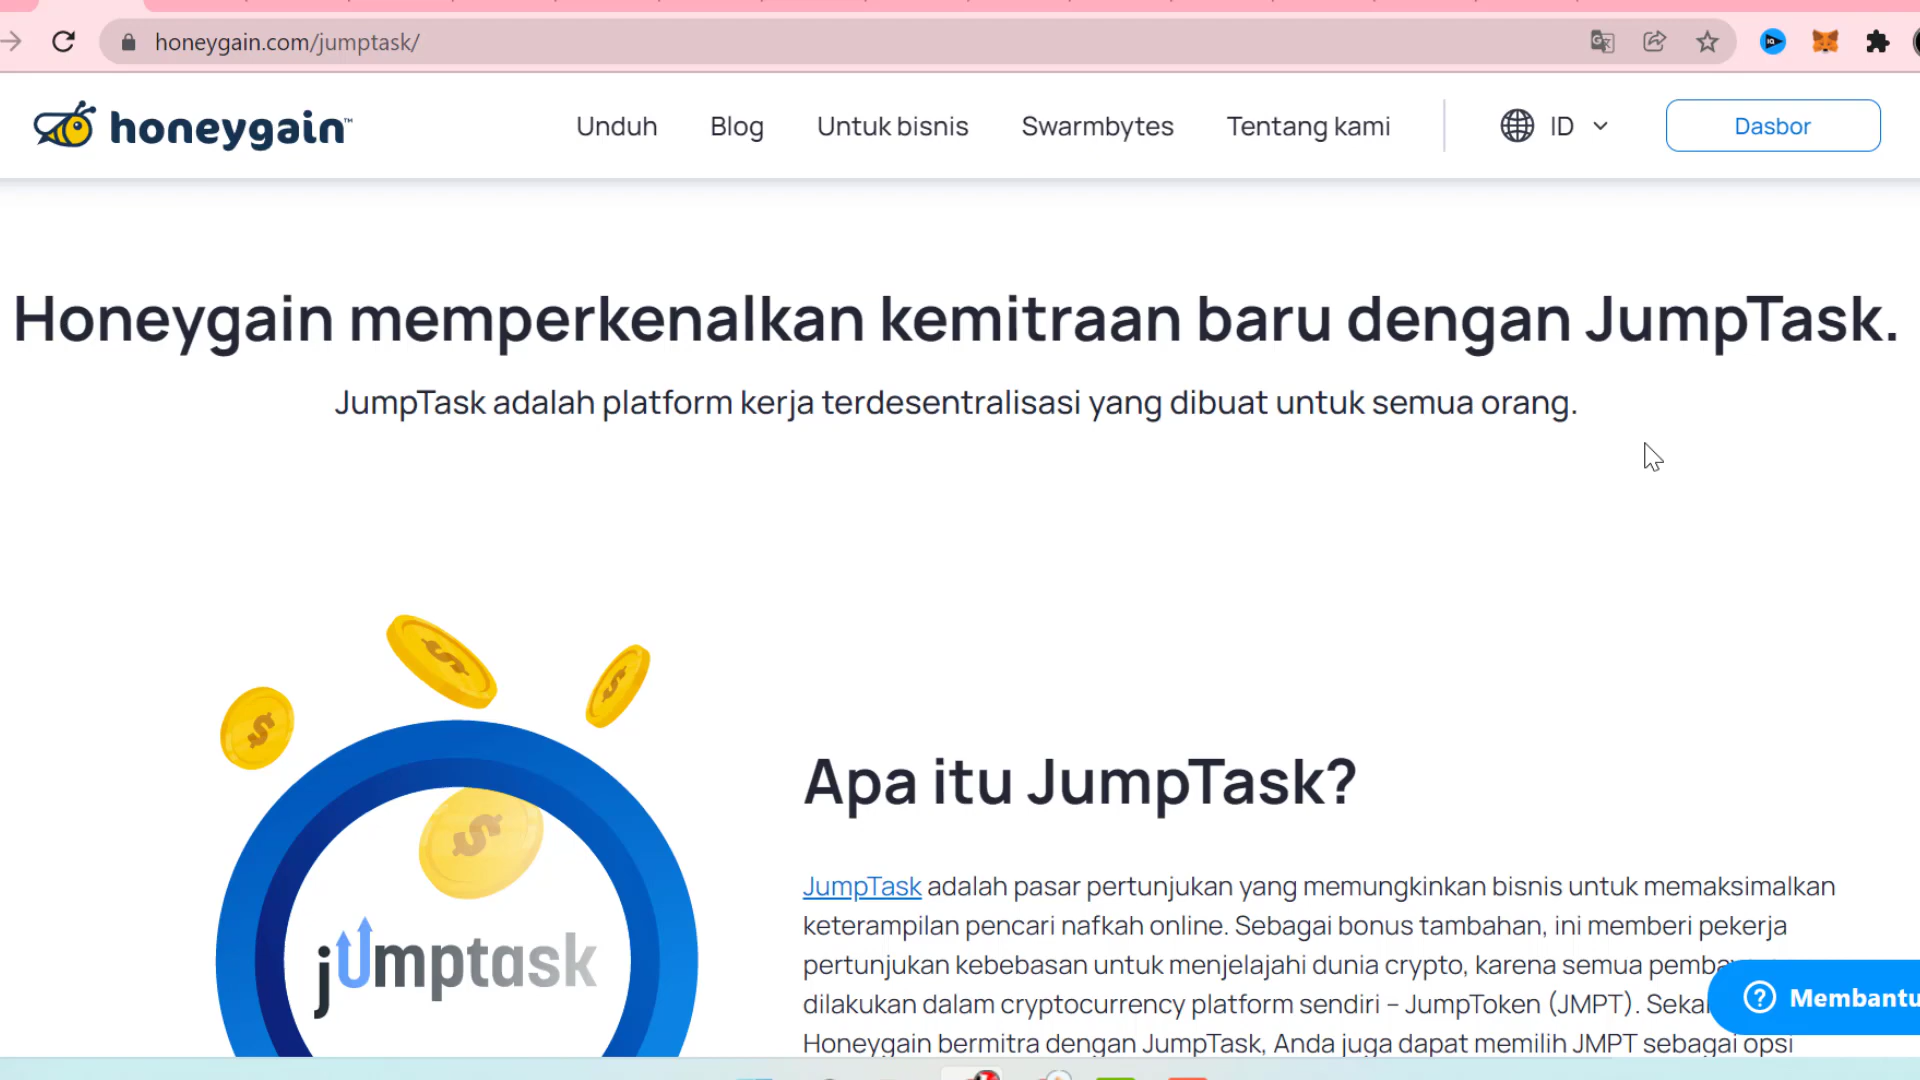 honeygain.com/jumptask/
honeygain™
Unduh
Blog
Untuk bisnis
Swarmbytes
Tentang kami
ID
Dasbor
Honeygain memperkenalkan kemitraan baru dengan JumpTask.
JumpTask adalah platform kerja terdesentralisasi yang dibuat untuk semua orang.
jumptask
Apa itu JumpTask?
JumpTask adalah pasar pertunjukan yang memungkinkan bisnis untuk memaksimalkan
keterampilan pencari nafkah online. Sebagai bonus tambahan, ini memberi pekerja
pertunjukan kebebasan untuk menjelajahi dunia crypto, karena semua
dilakukan dalam cryptocurrency platform sendiri – JumpToken (JMPT).
Honeygain bermitra dengan JumpTask, Anda juga dapat memilih JMPT sebagai opsi
Membantu